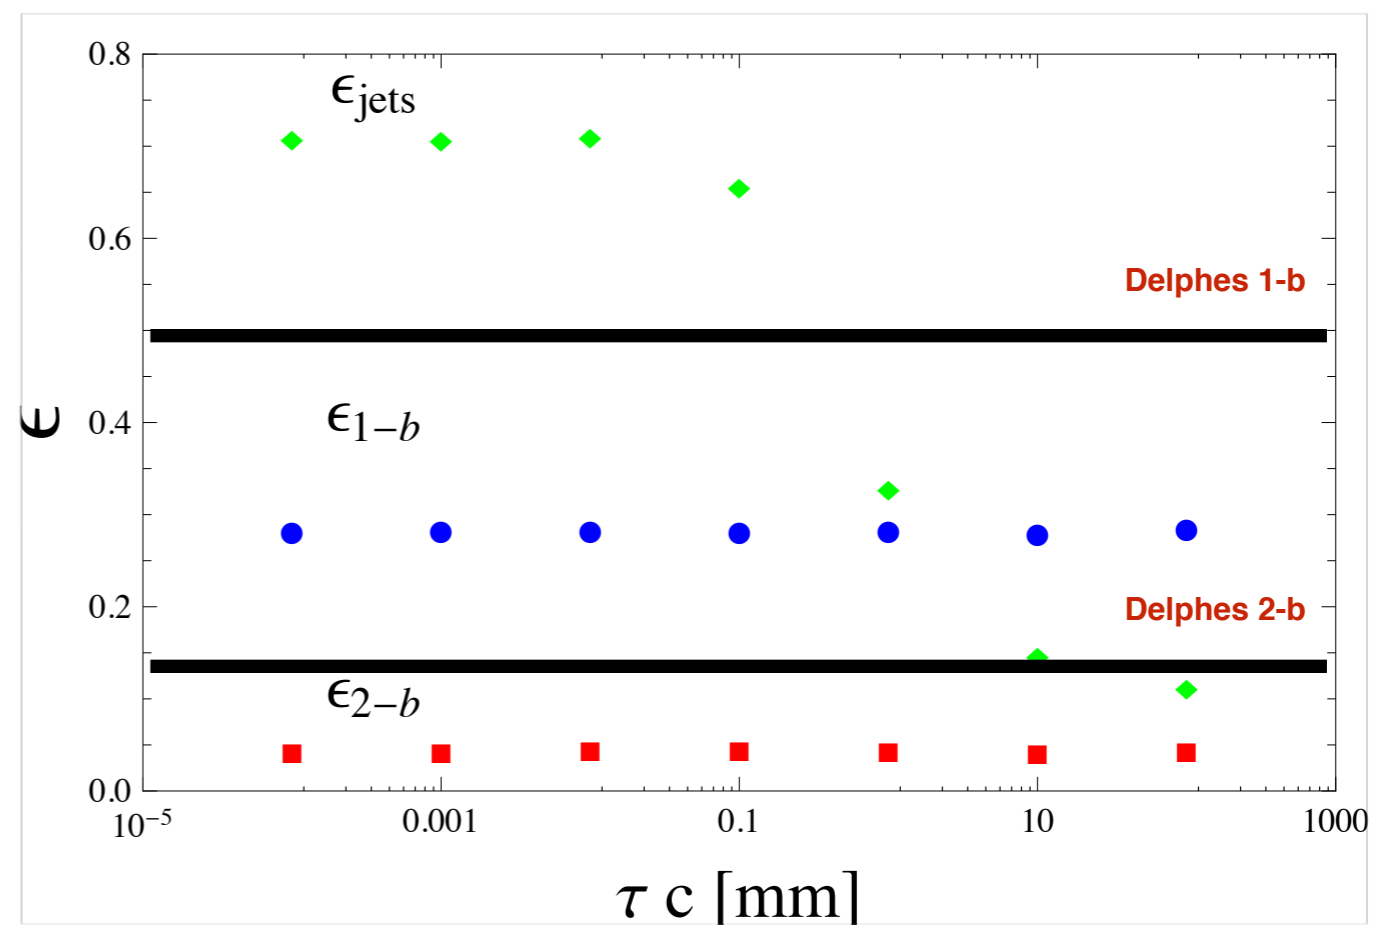 0.8
ϵjets
0.6
Delphes 1-b
ϵ
0.4
ϵ1−b
0.2
Delphes 2-b
ϵ2−b
0.0
10⁻⁵ 0.001 0.1 10 1000
τ c [mm]